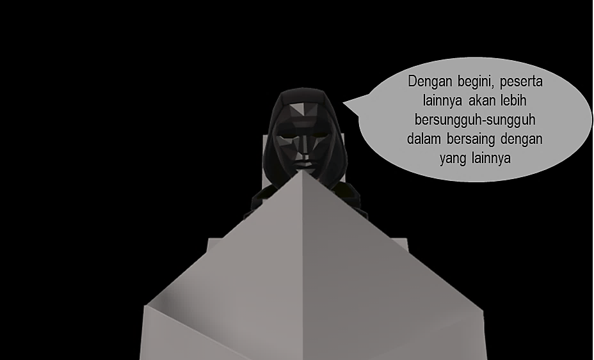 Dengan begini, peserta
lainnya akan lebih
bersungguh-sungguh
dalam bersaing dengan
yang lainnya